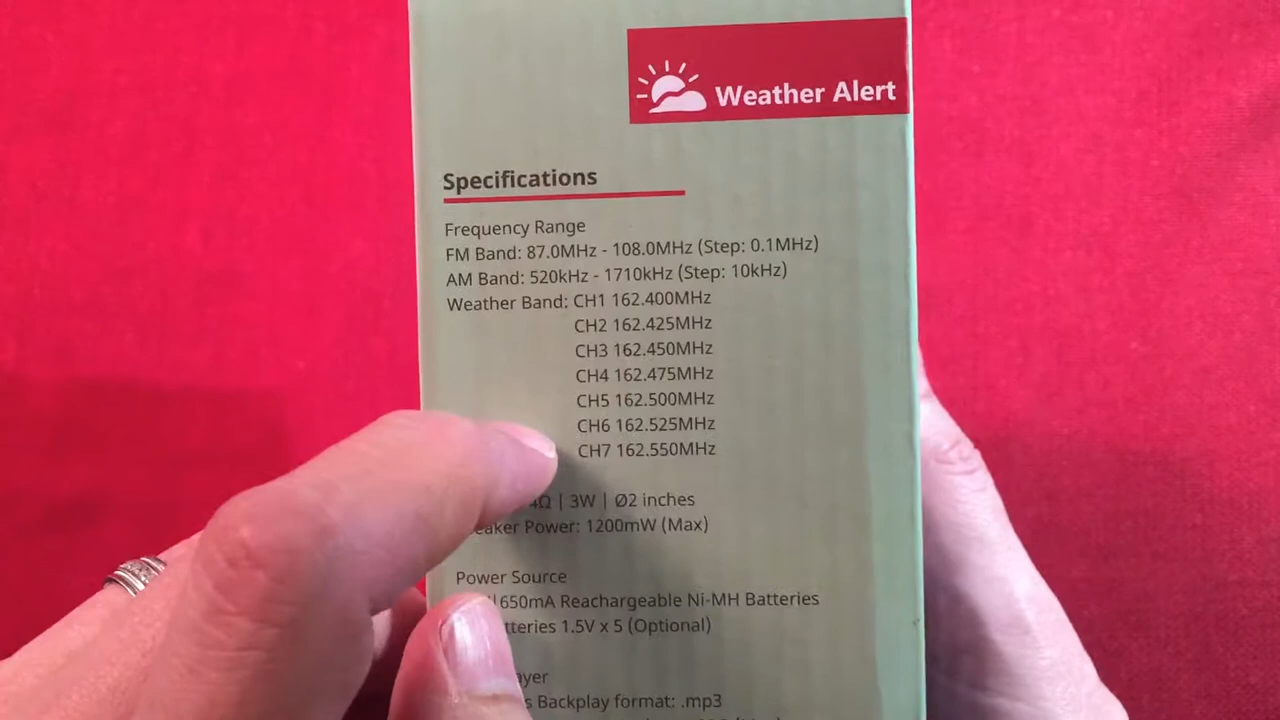 Weather Alert
Specifications
Frequency Range
FM Band: 87.0MHz - 108.0MHz (Step: 0.1MHz)
AM Band: 520kHz - 1710kHz (Step: 10kHz)
Weather Band: CH1 162.400MHz
CH2 162.425MHz
CH3 162.450MHz
CH4 162.475MHz
CH5 162.500MHz
CH6 162.525MHz
CH7 162.550MHz
4Ω | 3W | Ø2 inches
Power: 1200mW (Max)
Power Source
650mA Reachargeable Ni-MH Batteries
1.5V x 5 (Optional)
Backplay format: .mp3